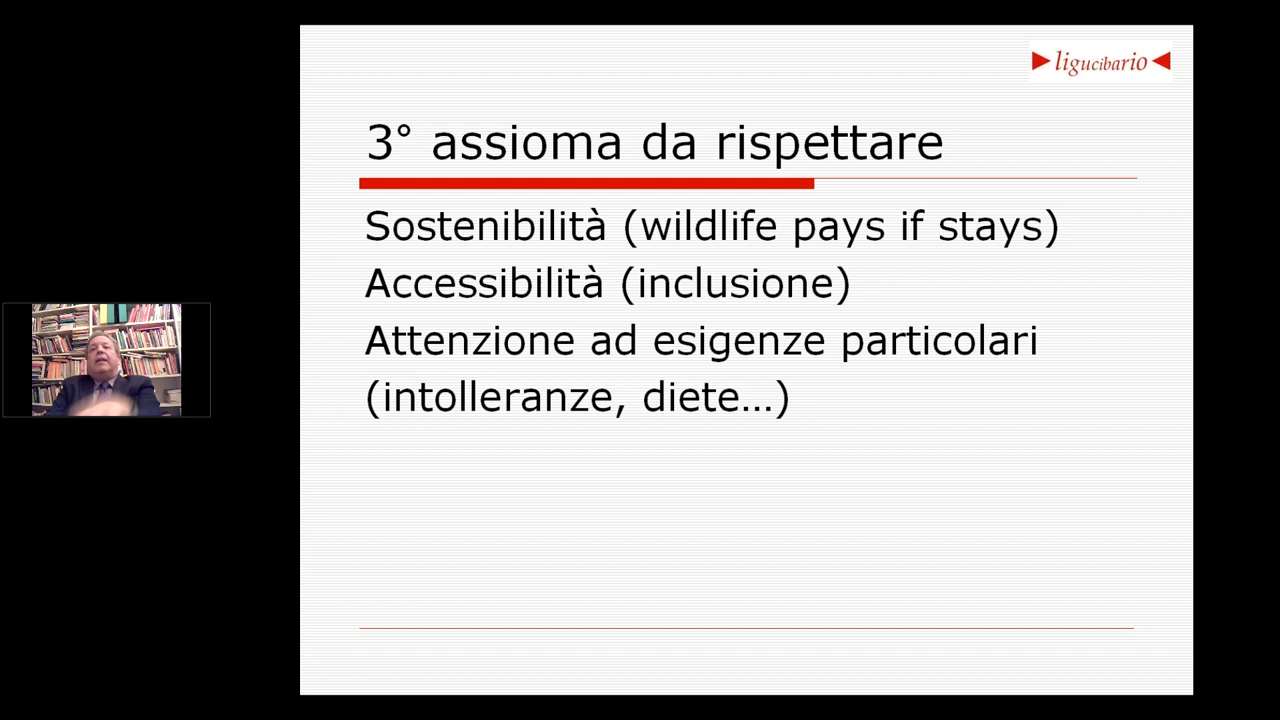 ligucibario
3° assioma da rispettare
Sostenibilità (wildlife pays if stays)
Accessibilità (inclusione)
Attenzione ad esigenze particolari
(intolleranze, diete…)